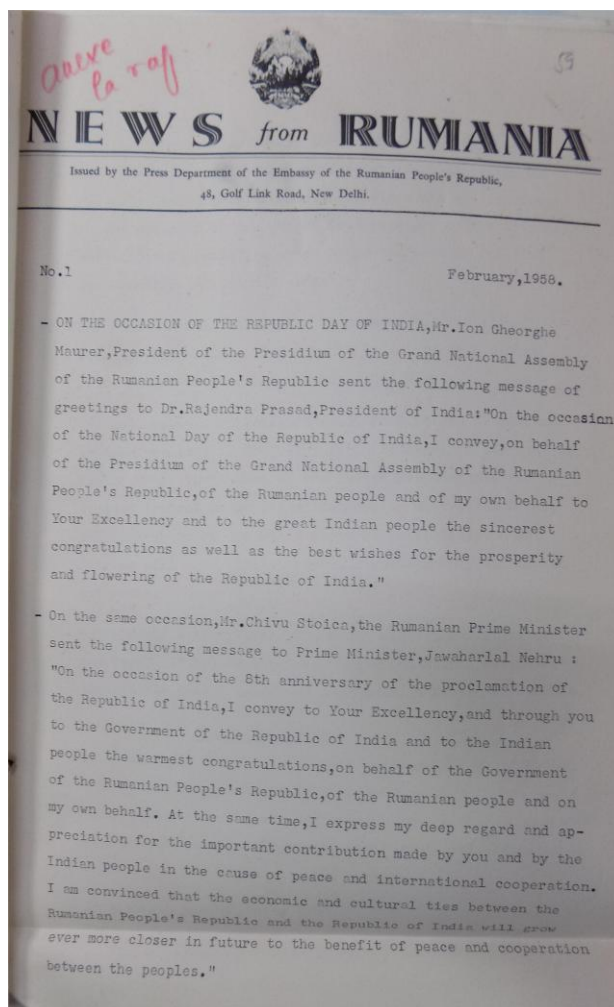 anexe
la raf
59
NEWS from RUMANIA
Issued by the Press Department of the Embassy of the Rumanian People's Republic,
48, Golf Link Road, New Delhi.
No.1 February,1958.
- ON THE OCCASION OF THE REPUBLIC DAY OF INDIA,Mr.Ion Gheorghe
Maurer,President of the Presidium of the Grand National Assembly
of the Rumanian People's Republic sent the following message of
greetings to Dr.Rajendra Prasad,President of India:"On the occasion
of the National Day of the Republic of India,I convey,on behalf
of the Presidium of the Grand National Assembly of the Rumanian
People's Republic,of the Rumanian people and of my own behalf to
Your Excellency and to the great Indian people the sincerest
congratulations as well as the best wishes for the prosperity
and flowering of the Republic of India."
- On the same occasion,Mr.Chivu Stoica,the Rumanian Prime Minister
sent the following message to Prime Minister,Jawaharlal Nehru :
"On the occasion of the 8th anniversary of the proclamation of
the Republic of India,I convey to Your Excellency,and through you
to the Government of the Republic of India and to the Indian
people the warmest congratulations,on behalf of the Government
of the Rumanian People's Republic,of the Rumanian people and on
my own behalf. At the same time,I express my deep regard and ap-
preciation for the important contribution made by you and by the
Indian people in the cause of peace and international cooperation.
I am convinced that the economic and cultural ties between the
Rumanian People's Republic and the Republic of India will grow
ever more closer in future to the benefit of peace and cooperation
between the peoples."